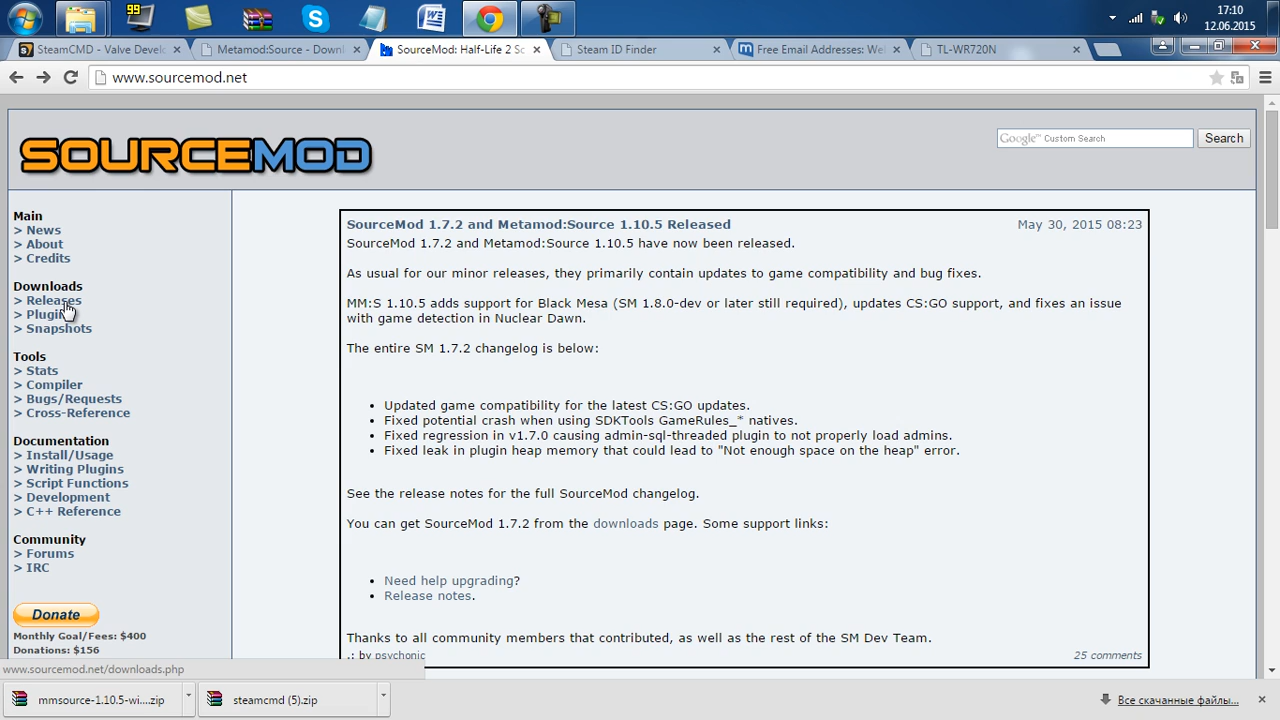 99
17:10
12.06.2015
SteamCMD - Valve Devel
Metamod:Source - Downl
SourceMod: Half-Life 2 Sc
Steam ID Finder
Free Email Addresses: Wel
TL-WR720N
www.sourcemod.net
SOURCEMOD
Google™ Custom Search
Search
Main
> News
> About
> Credits
Downloads
> Releases
> Plugin
> Snapshots
Tools
> Stats
> Compiler
> Bugs/Requests
> Cross-Reference
Documentation
> Install/Usage
> Writing Plugins
> Script Functions
> Development
> C++ Reference
Community
> Forums
> IRC
Donate
Monthly Goal/Fees: $400
Donations: $156
SourceMod 1.7.2 and Metamod:Source 1.10.5 Released
May 30, 2015 08:23
SourceMod 1.7.2 and Metamod:Source 1.10.5 have now been released.
As usual for our minor releases, they primarily contain updates to game compatibility and bug fixes.
MM:S 1.10.5 adds support for Black Mesa (SM 1.8.0-dev or later still required), updates CS:GO support, and fixes an issue
with game detection in Nuclear Dawn.
The entire SM 1.7.2 changelog is below:
• Updated game compatibility for the latest CS:GO updates.
• Fixed potential crash when using SDKTools GameRules_* natives.
• Fixed regression in v1.7.0 causing admin-sql-threaded plugin to not properly load admins.
• Fixed leak in plugin heap memory that could lead to "Not enough space on the heap" error.
See the release notes for the full SourceMod changelog.
You can get SourceMod 1.7.2 from the downloads page. Some support links:
• Need help upgrading?
• Release notes.
Thanks to all community members that contributed, as well as the rest of the SM Dev Team.
.: by psychonic
25 comments
www.sourcemod.net/downloads.php
mmsource-1.10.5-wi....zip
steamcmd (5).zip
Все скачанные файлы...